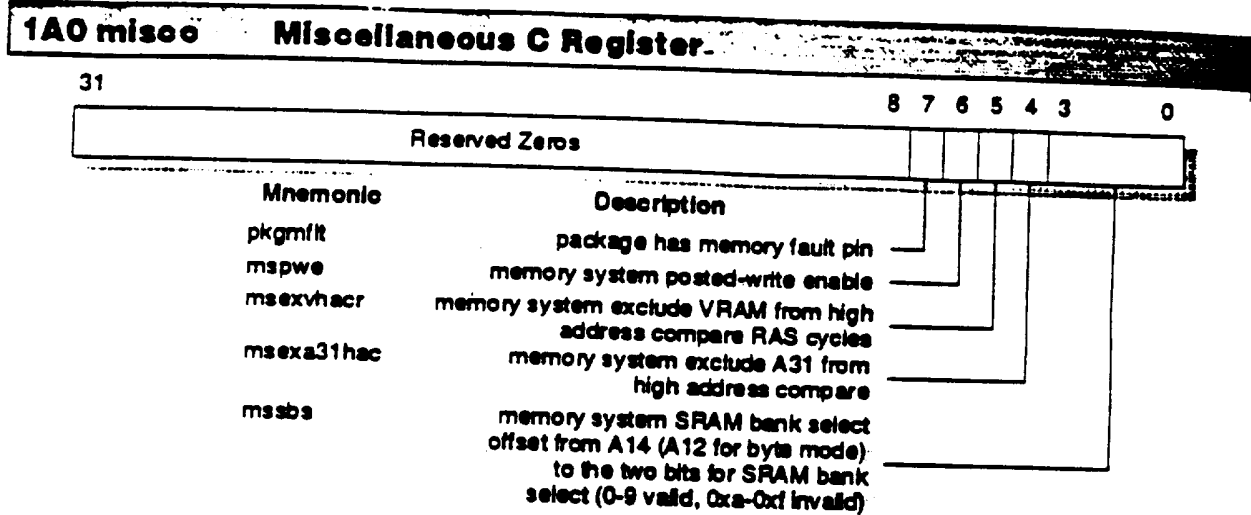 1A0 miscc Miscellaneous C Register
31 8 7 6 5 4 3 0
Reserved Zeros
Mnemonic Description
pkgmflt package has memory fault pin
mspwe memory system posted-write enable
msexvhacr memory system exclude VRAM from high
address compare RAS cycles
msexa31hac memory system exclude A31 from
high address compare
mssbs memory system SRAM bank select
offset from A14 (A12 for byte mode)
to the two bits for SRAM bank
select (0-9 valid, 0xa-0xf invalid)